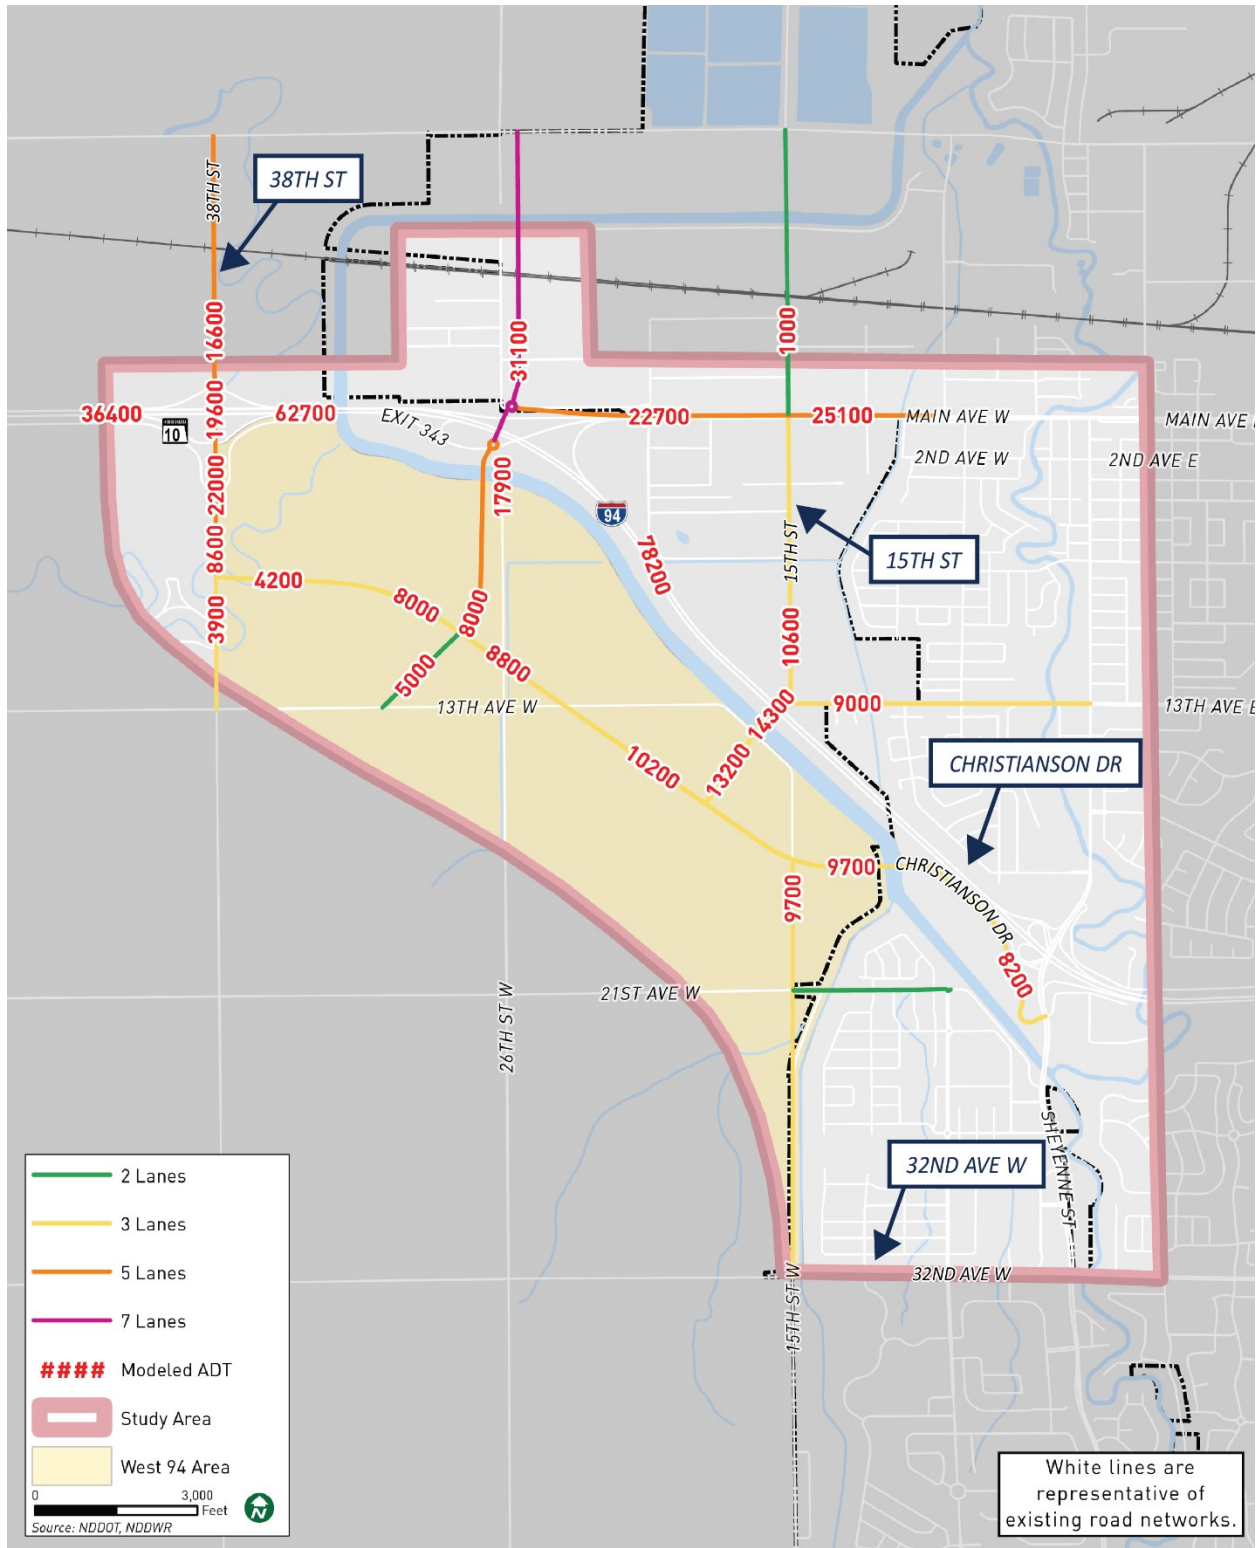 38TH ST
38TH ST
16600
31100
1000
36400
10
19600
62700
EXIT 343
22700
25100
MAIN AVE W
MAIN AVE E
2ND AVE W
2ND AVE E
22000
17900
94
15TH ST
15TH ST
78200
8600
4200
8000
8000
3900
10600
5000
8800
13TH AVE W
14300
9000
13TH AVE E
10200
13200
CHRISTIANSON DR
9700
CHRISTIANSON DR
9700
8200
21ST AVE W
26TH ST W
SHEYENNE ST
32ND AVE W
32ND AVE W
15TH ST W
2 Lanes
3 Lanes
5 Lanes
7 Lanes
#### Modeled ADT
Study Area
West 94 Area
0 3,000
Feet
N
Source: NDDOT, NDDWR
White lines are
representative of
existing road networks.